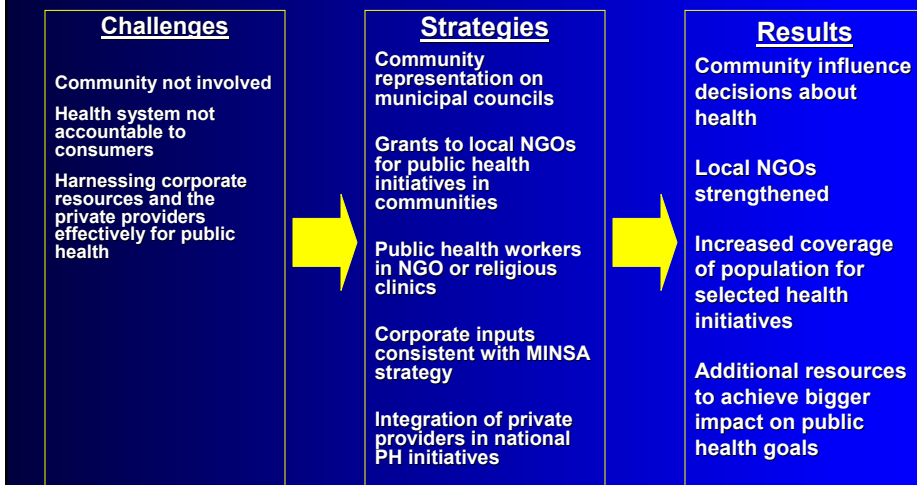 Challenges
Community not involved
Health system not
accountable to
consumers
Harnessing corporate
resources and the
private providers
effectively for public
health
Strategies
Community
representation on
municipal councils
Grants to local NGOs
for public health
initiatives in
communities
Public health workers
in NGO or religious
clinics
Corporate inputs
consistent with MINSA
strategy
Integration of private
providers in national
PH initiatives
Results
Community influence
decisions about
health
Local NGOs
strengthened
Increased coverage
of population for
selected health
initiatives
Additional resources
to achieve bigger
impact on public
health goals